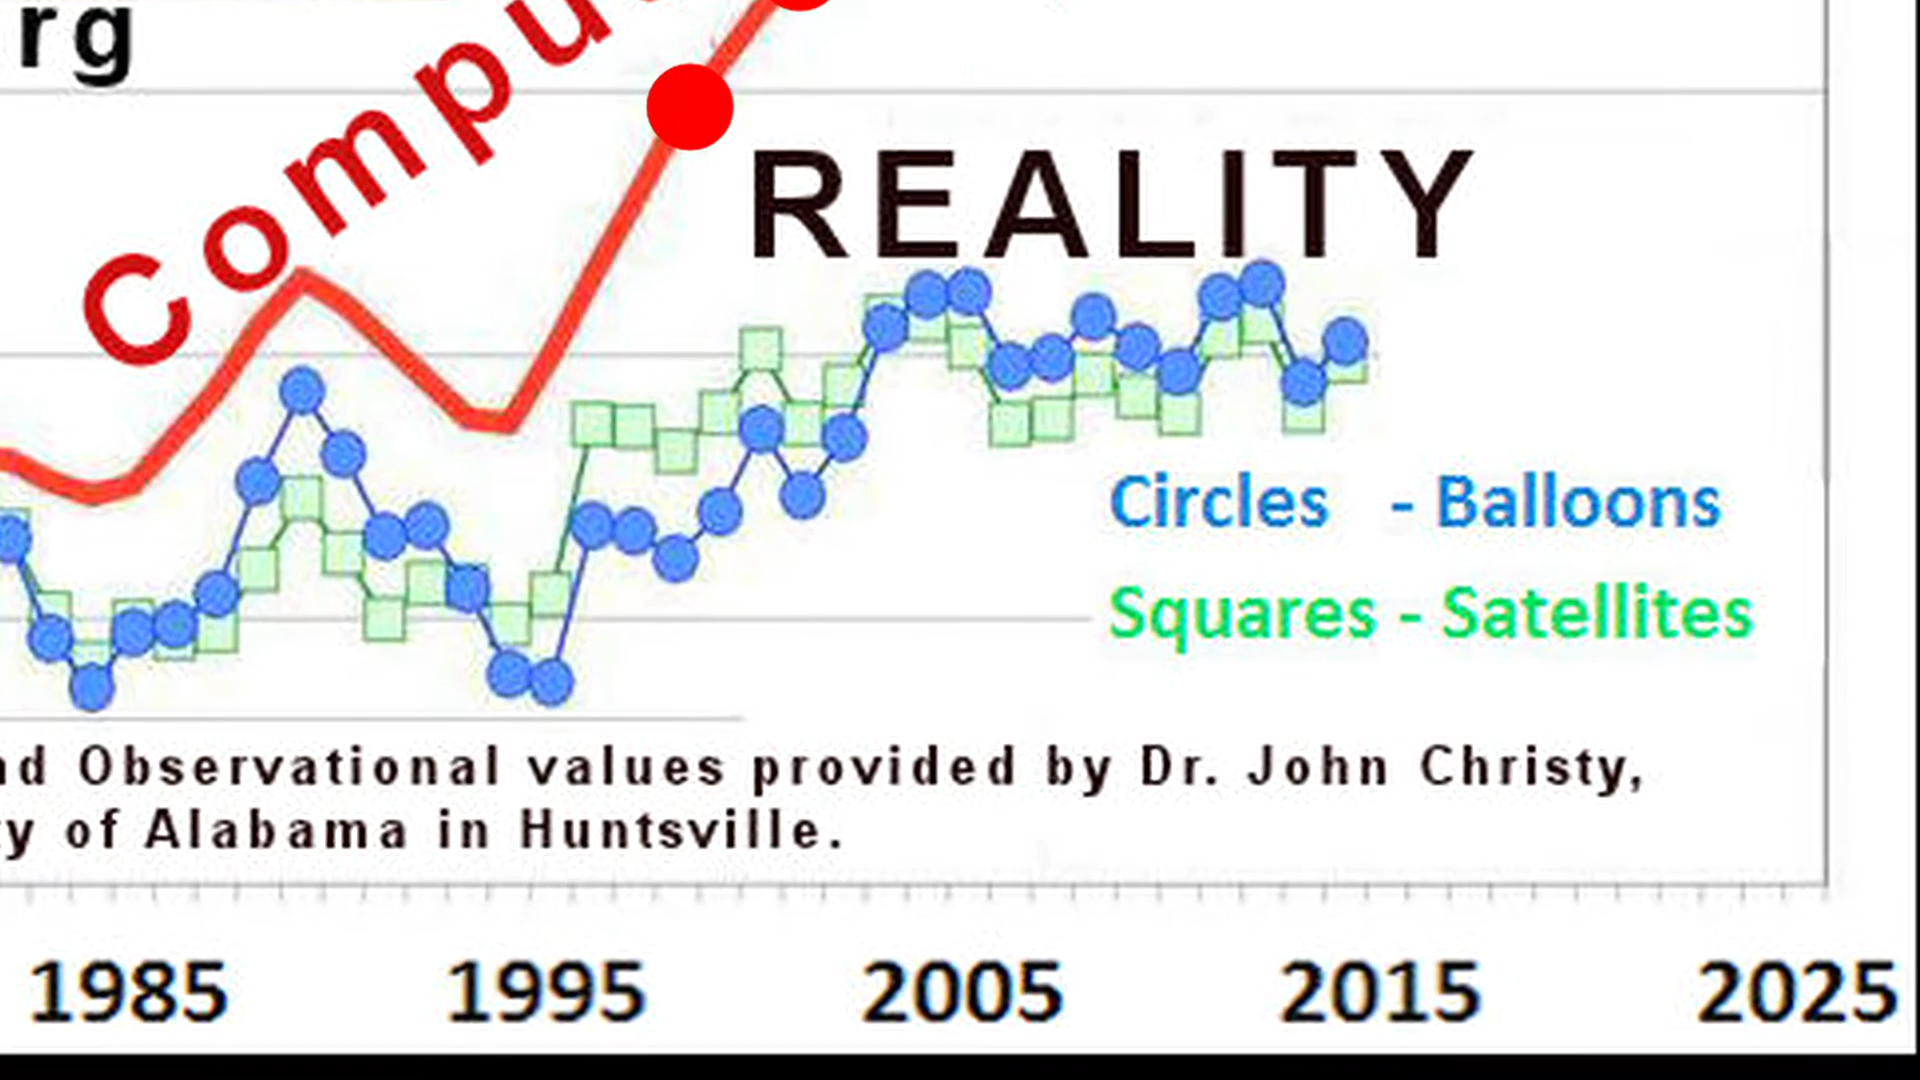 rg
Compu
REALITY
Circles - Balloons
Squares - Satellites
nd Observational values provided by Dr. John Christy,
y of Alabama in Huntsville.
1985 1995 2005 2015 2025